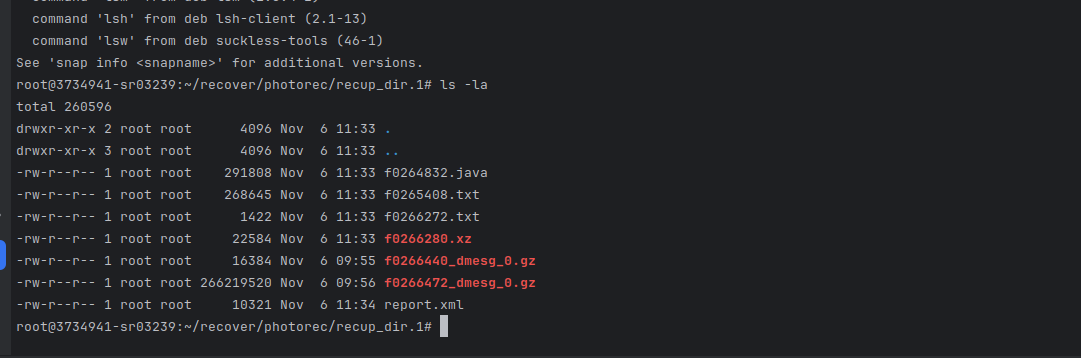 command 'lsh' from deb lsh-client (2.1-13)
command 'lsw' from deb suckless-tools (46-1)
See 'snap info <snapname>' for additional versions.
root@3734941-sr03239:~/recover/photorec/recup_dir.1# ls -la
total 260596
drwxr-xr-x 2 root root      4096 Nov  6 11:33 .
drwxr-xr-x 3 root root      4096 Nov  6 11:33 ..
-rw-r--r-- 1 root root    291808 Nov  6 11:33 f0264832.java
-rw-r--r-- 1 root root    268645 Nov  6 11:33 f0265408.txt
-rw-r--r-- 1 root root      1422 Nov  6 11:33 f0266272.txt
-rw-r--r-- 1 root root     22584 Nov  6 11:33 f0266280.xz
-rw-r--r-- 1 root root     16384 Nov  6 09:55 f0266440_dmesg_0.gz
-rw-r--r-- 1 root root 266219520 Nov  6 09:56 f0266472_dmesg_0.gz
-rw-r--r-- 1 root root     10321 Nov  6 11:34 report.xml
root@3734941-sr03239:~/recover/photorec/recup_dir.1#